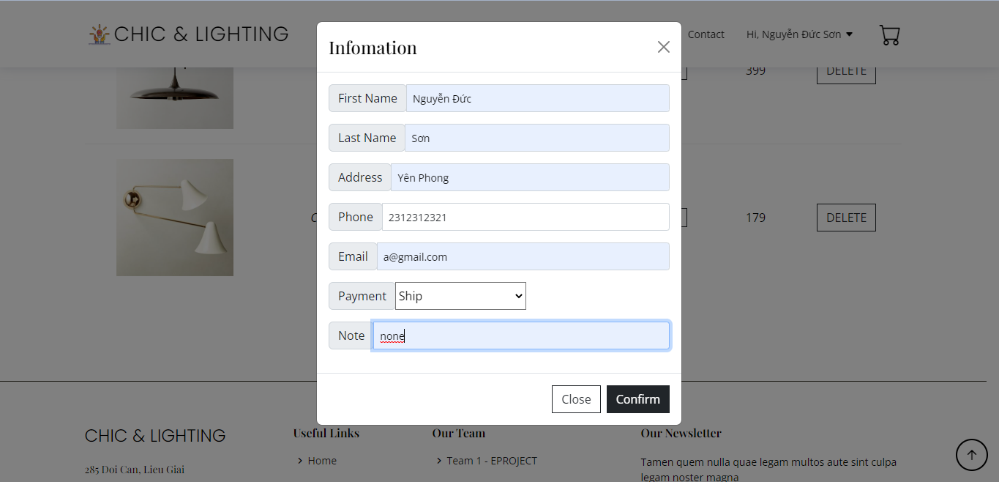 CHIC & LIGHTING
Contact
Hi, Nguyễn Đức Sơn
Infomation
399
DELETE
First Name
Nguyễn Đức
Last Name
Sơn
Address
Yên Phong
Phone
2312312321
179
DELETE
Email
a@gmail.com
Payment
Ship
Note
none
Close
Confirm
CHIC & LIGHTING
285 Doi Can, Lieu Giai
Useful Links
Home
Our Team
Team 1 - EPROJECT
Our Newsletter
Tamen quem nulla quae legam multos aute sint culpa
legam noster magna